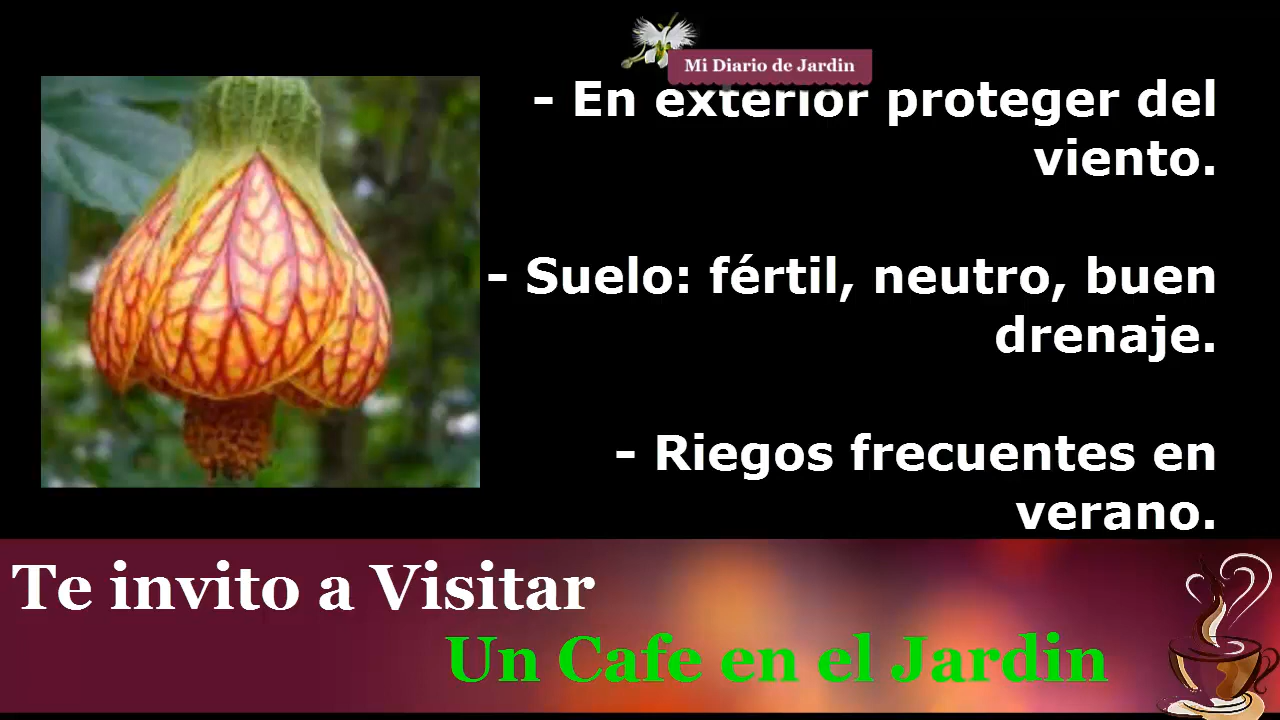 Mi Diario de Jardin
- En exterior proteger del
viento.
- Suelo: fértil, neutro, buen
drenaje.
- Riegos frecuentes en
verano.
Te invito a Visitar
Un Cafe en el Jardin